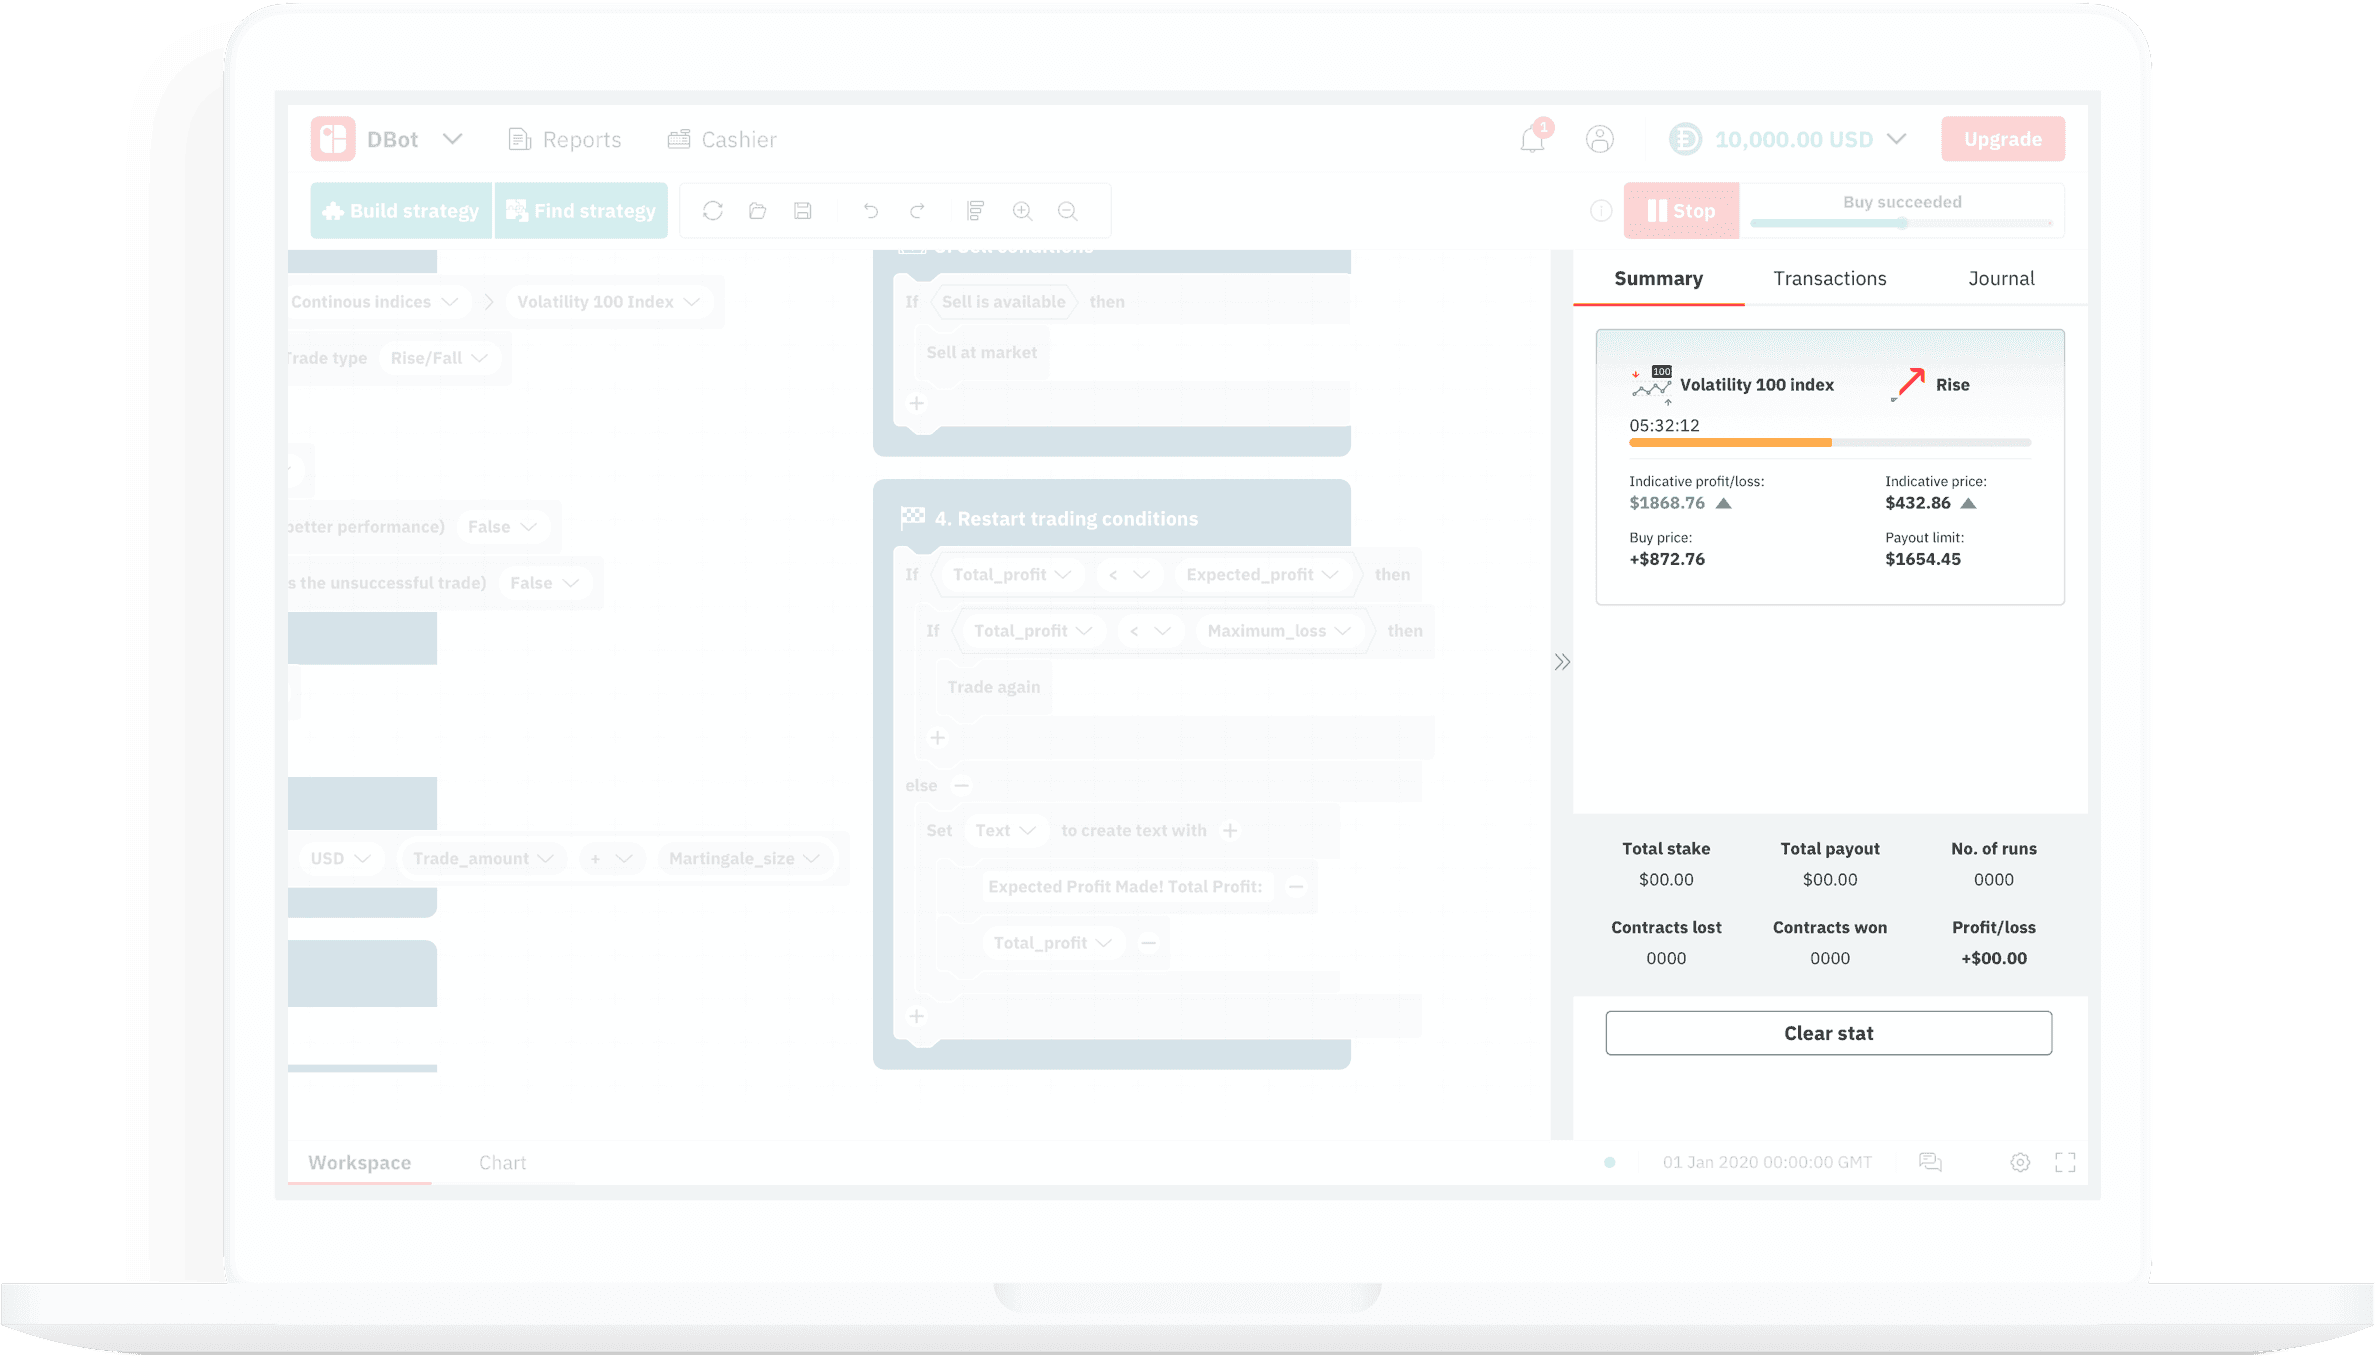 DBot Reports Cashier 1 10,000.00 USD Upgrade
Build strategy Find strategy Stop Buy succeeded
Continous indices Volatility 100 Index
Trade type Rise/Fall
better performance) False
s the unsuccessful trade) False
USD Trade_amount + Martingale_size
3. Sell conditions
If Sell is available then
Sell at market
4. Restart trading conditions
If Total_profit < Expected_profit then
If Total_profit < Maximum_loss then
Trade again
else
Set Text to create text with
Expected Profit Made! Total Profit:
Total_profit
Summary Transactions Journal
100 Volatility 100 index Rise
05:32:12
Indicative profit/loss: Indicative price:
$1868.76 $432.86
Buy price: Payout limit:
+$872.76 $1654.45
Total stake Total payout No. of runs
$00.00 $00.00 0000
Contracts lost Contracts won Profit/loss
0000 0000 +$00.00
Clear stat
Workspace Chart 01 Jan 2020 00:00:00 GMT